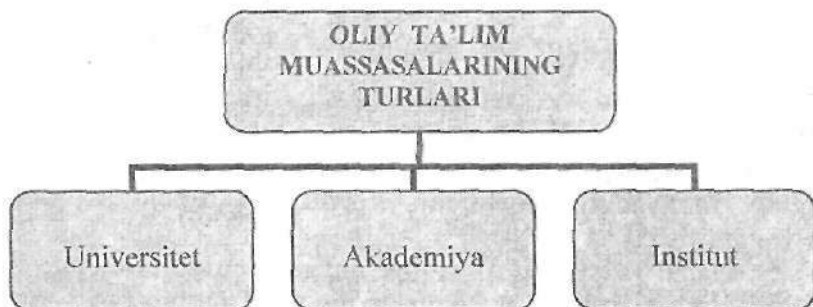 OLIY TA’LIM
MUASSASALARINING
TURLARI
Universitet
Akademiya
Institut